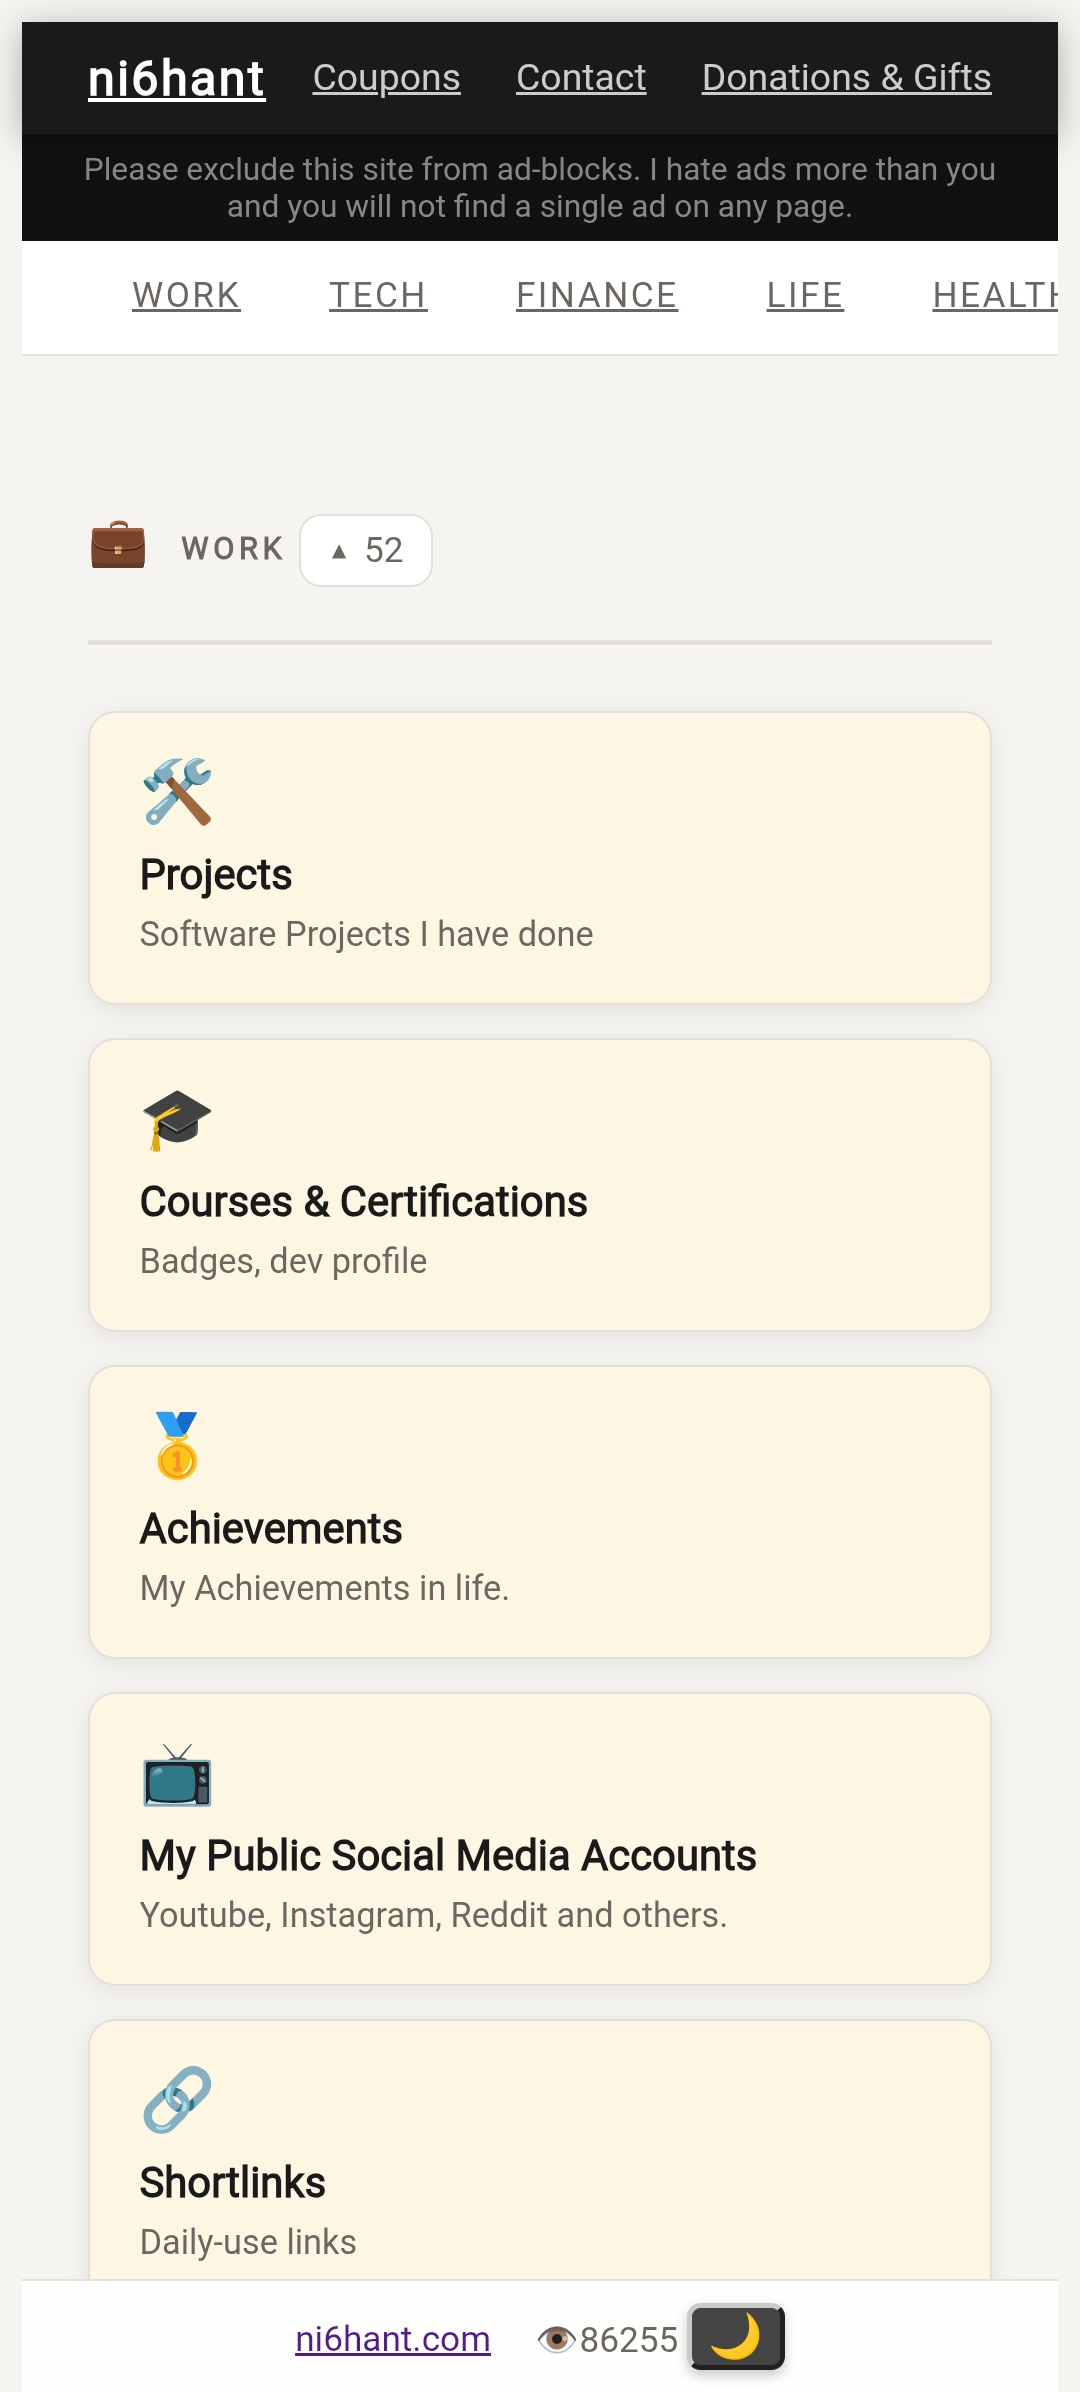 ni6hant Coupons Contact Donations & Gifts
Please exclude this site from ad-blocks. I hate ads more than you
and you will not find a single ad on any page.
WORK TECH FINANCE LIFE HEALTH
WORK ▲ 52
Projects
Software Projects I have done
Courses & Certifications
Badges, dev profile
Achievements
My Achievements in life.
My Public Social Media Accounts
Youtube, Instagram, Reddit and others.
Shortlinks
Daily-use links
ni6hant.com 86255